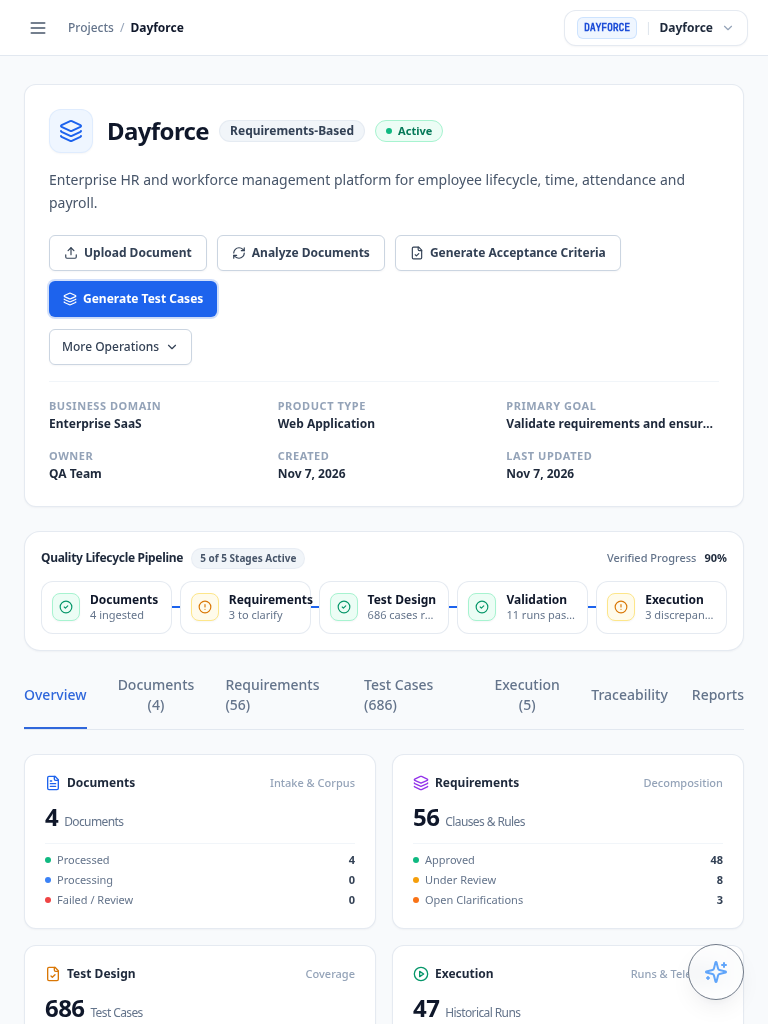 Projects / Dayforce
DAYFORCE Dayforce
Dayforce Requirements-Based Active
Enterprise HR and workforce management platform for employee lifecycle, time, attendance and
payroll.
Upload Document Analyze Documents Generate Acceptance Criteria
Generate Test Cases
More Operations
BUSINESS DOMAIN PRODUCT TYPE PRIMARY GOAL
Enterprise SaaS Web Application Validate requirements and ensur...
OWNER CREATED LAST UPDATED
QA Team Nov 7, 2026 Nov 7, 2026
Quality Lifecycle Pipeline 5 of 5 Stages Active Verified Progress 90%
Documents Requirements Test Design Validation Execution
4 ingested 3 to clarify 686 cases r... 11 runs pas... 3 discrepan...
Overview Documents (4) Requirements (56) Test Cases (686) Execution (5) Traceability Reports
Documents Intake & Corpus
4 Documents
Processed 4
Processing 0
Failed / Review 0
Requirements Decomposition
56 Clauses & Rules
Approved 48
Under Review 8
Open Clarifications 3
Test Design Coverage
686 Test Cases
Execution Runs &
47 Historical Runs